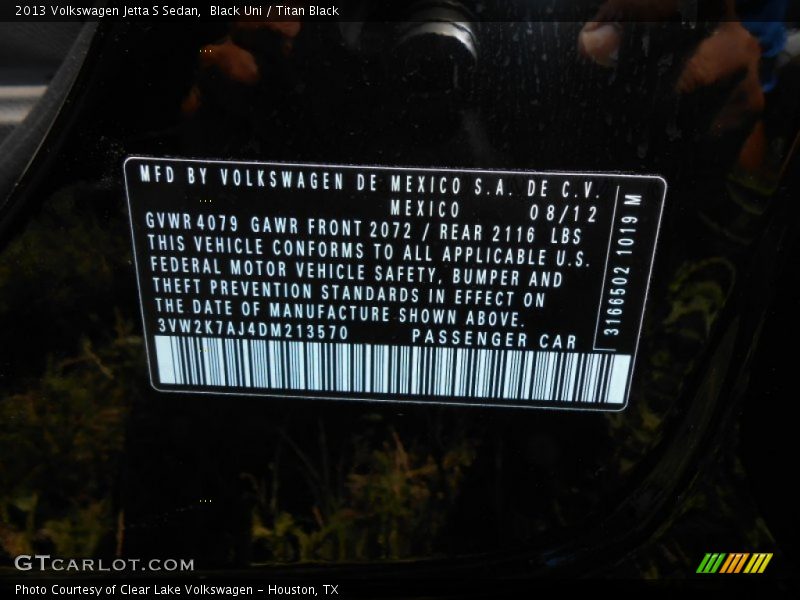 2013 Volkswagen Jetta S Sedan,  Black Uni / Titan Black
MFD BY VOLKSWAGEN DE MEXICO S.A. DE C.V.
MEXICO 08/12
GVWR 4079 GAWR FRONT 2072 / REAR 2116 LBS
THIS VEHICLE CONFORMS TO ALL APPLICABLE U.S.
FEDERAL MOTOR VEHICLE SAFETY, BUMPER AND
THEFT PREVENTION STANDARDS IN EFFECT ON
THE DATE OF MANUFACTURE SHOWN ABOVE.
3VW2K7AJ4DM213570 PASSENGER CAR
3166502 1019 M
GTCARLOT.COM
Photo Courtesy of Clear Lake Volkswagen - Houston, TX